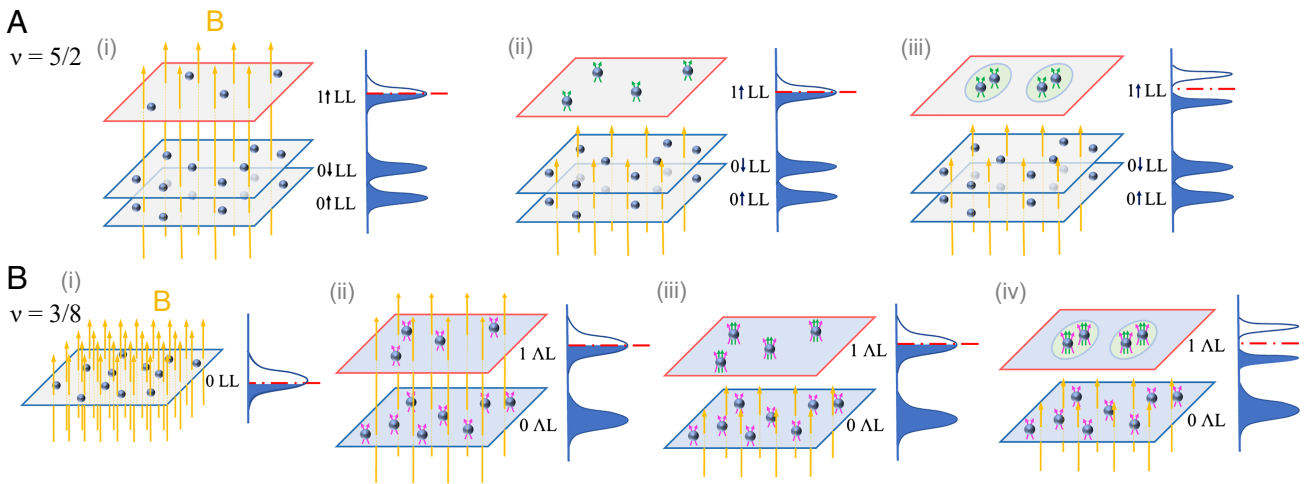 A
B
ν = 5/2
(i)
(ii)
(iii)
1↑LL
1↑LL
1↑LL
0↓LL
0↓LL
0↓LL
0↑LL
0↑LL
0↑LL
B
(i)
(ii)
(iii)
(iv)
ν = 3/8
B
0 LL
1 ΛL
1 ΛL
1 ΛL
0 ΛL
0 ΛL
0 ΛL